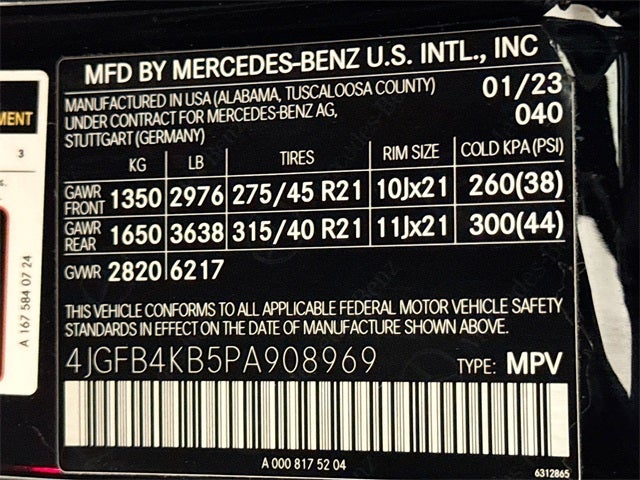 MFD BY MERCEDES-BENZ U.S. INTL., INC
MANUFACTURED IN USA (ALABAMA, TUSCALOOSA COUNTY) 01/23
UNDER CONTRACT FOR MERCEDES-BENZ AG, 040
STUTTGART (GERMANY)
KG LB TIRES RIM SIZE COLD KPA (PSI)
GAWR FRONT 1350 2976 275/45 R21 10Jx21 260(38)
GAWR REAR 1650 3638 315/40 R21 11Jx21 300(44)
GVWR 2820 6217
THIS VEHICLE CONFORMS TO ALL APPLICABLE FEDERAL MOTOR VEHICLE SAFETY
STANDARDS IN EFFECT ON THE DATE OF MANUFACTURE SHOWN ABOVE.
4JGFB4KB5PA908969 TYPE: MPV
A 000 817 52 04
6312865
MENT
3
A 167 584 07 24